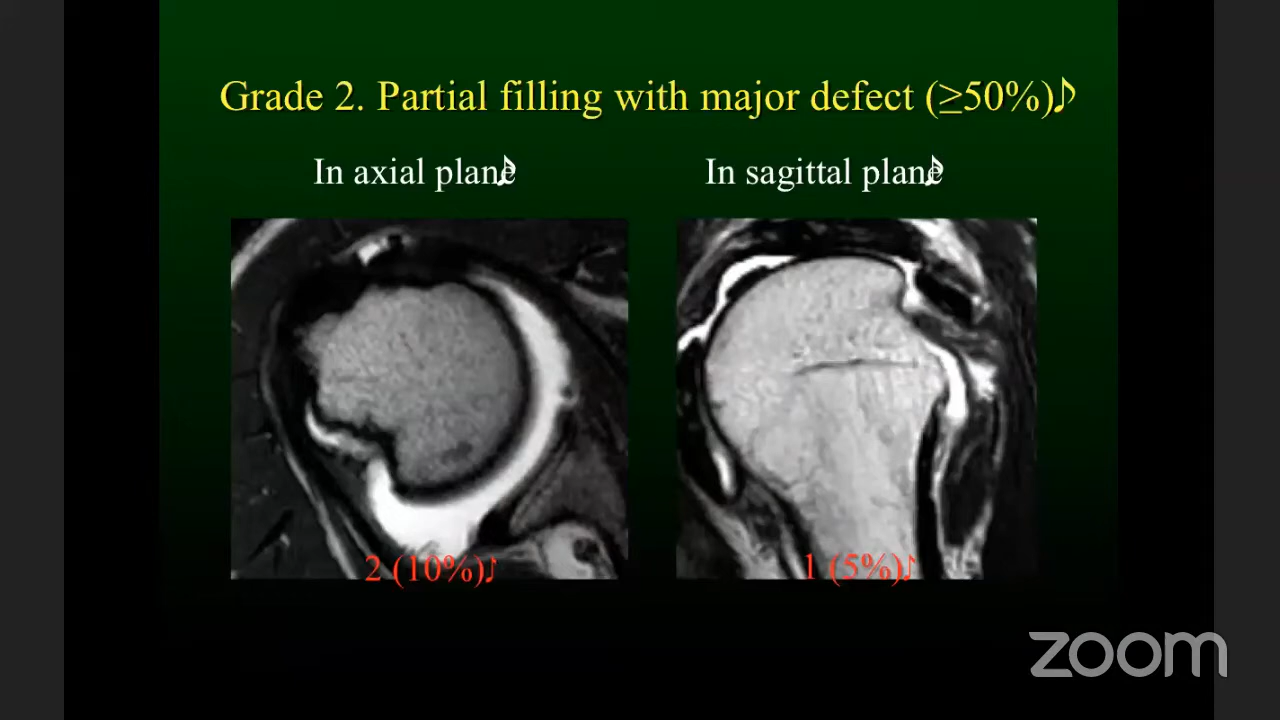 Grade 2. Partial filling with major defect (≥50%)♪
In axial plane♪
In sagittal plane♪
2 (10%)♪
1 (5%)♪
zoom